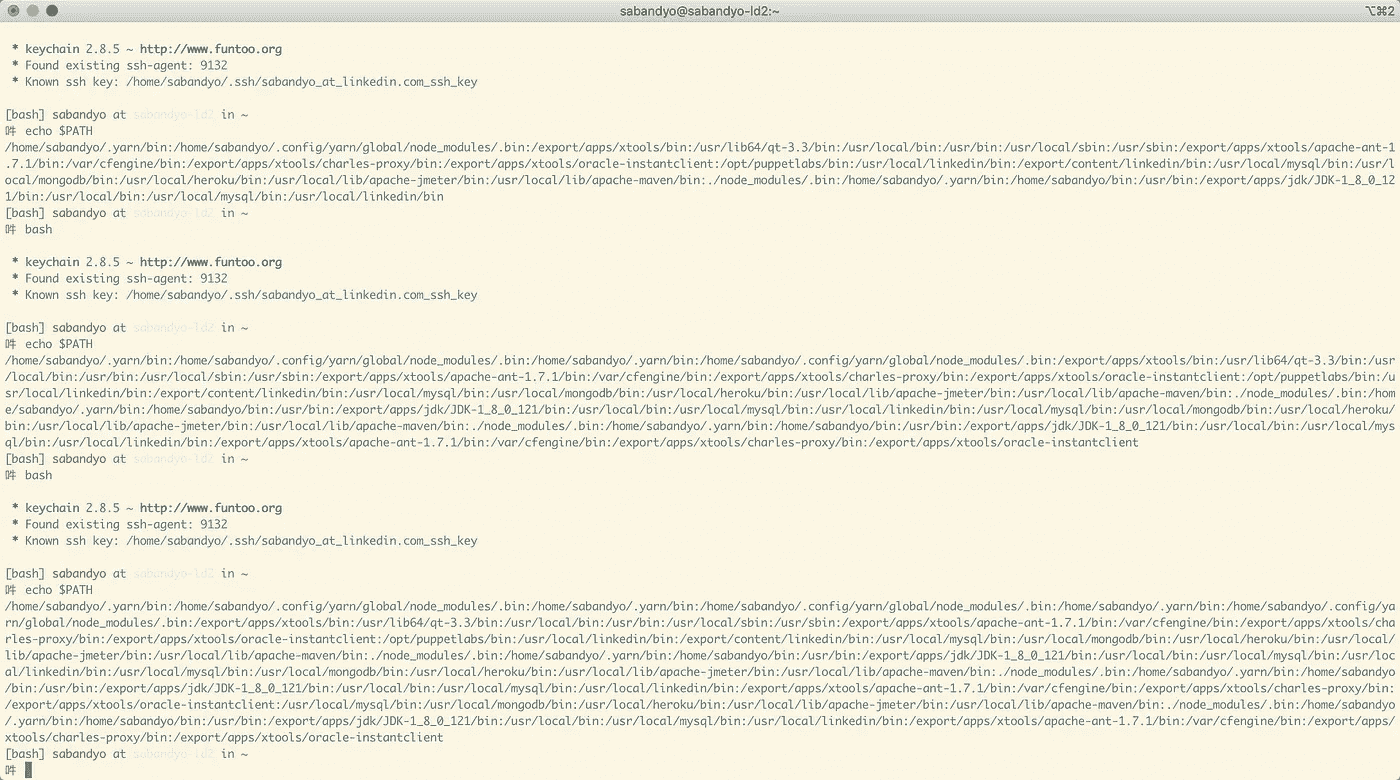 sabandyo@sabandyo-ld2:~ ⌥⌘2
* keychain 2.8.5 ~ http://www.funtoo.org
* Found existing ssh-agent: 9132
* Known ssh key: /home/sabandyo/.ssh/sabandyo_at_linkedin.com_ssh_key
[bash] sabandyo at sabandyo-ld2 in ~
echo $PATH
/home/sabandyo/.yarn/bin:/home/sabandyo/.config/yarn/global/node_modules/.bin:/export/apps/xtools/bin:/usr/lib64/qt-3.3/bin:/usr/local/bin:/usr/bin:/usr/local/sbin:/usr/sbin:/export/apps/xtools/apache-ant-1
.7.1/bin:/var/cfengine/bin:/export/apps/xtools/charles-proxy/bin:/export/apps/xtools/oracle-instantclient:/opt/puppetlabs/bin:/usr/local/linkedin/bin:/export/content/linkedin/bin:/usr/local/mysql/bin:/usr/l
ocal/mongodb/bin:/usr/local/heroku/bin:/usr/local/lib/apache-jmeter/bin:/usr/local/lib/apache-maven/bin:./node_modules/.bin:/home/sabandyo/.yarn/bin:/home/sabandyo/bin:/usr/bin:/export/apps/jdk/JDK-1_8_0_12
1/bin:/usr/local/bin:/usr/local/mysql/bin:/usr/local/linkedin/bin
[bash] sabandyo at sabandyo-ld2 in ~
bash
* keychain 2.8.5 ~ http://www.funtoo.org
* Found existing ssh-agent: 9132
* Known ssh key: /home/sabandyo/.ssh/sabandyo_at_linkedin.com_ssh_key
[bash] sabandyo at sabandyo-ld2 in ~
echo $PATH
/home/sabandyo/.yarn/bin:/home/sabandyo/.config/yarn/global/node_modules/.bin:/home/sabandyo/.yarn/bin:/home/sabandyo/.config/yarn/global/node_modules/.bin:/export/apps/xtools/bin:/usr/lib64/qt-3.3/bin:/usr
/local/bin:/usr/bin:/usr/local/sbin:/usr/sbin:/export/apps/xtools/apache-ant-1.7.1/bin:/var/cfengine/bin:/export/apps/xtools/charles-proxy/bin:/export/apps/xtools/oracle-instantclient:/opt/puppetlabs/bin:/u
sr/local/linkedin/bin:/export/content/linkedin/bin:/usr/local/mysql/bin:/usr/local/mongodb/bin:/usr/local/heroku/bin:/usr/local/lib/apache-jmeter/bin:/usr/local/lib/apache-maven/bin:./node_modules/.bin:/hom
e/sabandyo/.yarn/bin:/home/sabandyo/bin:/usr/bin:/export/apps/jdk/JDK-1_8_0_121/bin:/usr/local/bin:/usr/local/mysql/bin:/usr/local/linkedin/bin:/usr/local/mysql/bin:/usr/local/mongodb/bin:/usr/local/heroku/
bin:/usr/local/lib/apache-jmeter/bin:/usr/local/lib/apache-maven/bin:./node_modules/.bin:/home/sabandyo/.yarn/bin:/home/sabandyo/bin:/usr/bin:/export/apps/jdk/JDK-1_8_0_121/bin:/usr/local/bin:/usr/local/mys
ql/bin:/usr/local/linkedin/bin:/export/apps/xtools/apache-ant-1.7.1/bin:/var/cfengine/bin:/export/apps/xtools/charles-proxy/bin:/export/apps/xtools/oracle-instantclient
[bash] sabandyo at sabandyo-ld2 in ~
bash
* keychain 2.8.5 ~ http://www.funtoo.org
* Found existing ssh-agent: 9132
* Known ssh key: /home/sabandyo/.ssh/sabandyo_at_linkedin.com_ssh_key
[bash] sabandyo at sabandyo-ld2 in ~
echo $PATH
/home/sabandyo/.yarn/bin:/home/sabandyo/.config/yarn/global/node_modules/.bin:/home/sabandyo/.yarn/bin:/home/sabandyo/.config/yarn/global/node_modules/.bin:/home/sabandyo/.yarn/bin:/home/sabandyo/.config/ya
rn/global/node_modules/.bin:/export/apps/xtools/bin:/usr/lib64/qt-3.3/bin:/usr/local/bin:/usr/bin:/usr/local/sbin:/usr/sbin:/export/apps/xtools/apache-ant-1.7.1/bin:/var/cfengine/bin:/export/apps/xtools/cha
rles-proxy/bin:/export/apps/xtools/oracle-instantclient:/opt/puppetlabs/bin:/usr/local/linkedin/bin:/export/content/linkedin/bin:/usr/local/mysql/bin:/usr/local/mongodb/bin:/usr/local/heroku/bin:/usr/local/
lib/apache-jmeter/bin:/usr/local/lib/apache-maven/bin:./node_modules/.bin:/home/sabandyo/.yarn/bin:/home/sabandyo/bin:/usr/bin:/export/apps/jdk/JDK-1_8_0_121/bin:/usr/local/bin:/usr/local/mysql/bin:/usr/loc
al/linkedin/bin:/usr/local/mysql/bin:/usr/local/mongodb/bin:/usr/local/heroku/bin:/usr/local/lib/apache-jmeter/bin:/usr/local/lib/apache-maven/bin:./node_modules/.bin:/home/sabandyo/.yarn/bin:/home/sabandyo
/bin:/usr/bin:/export/apps/jdk/JDK-1_8_0_121/bin:/usr/local/bin:/usr/local/mysql/bin:/usr/local/linkedin/bin:/export/apps/xtools/apache-ant-1.7.1/bin:/var/cfengine/bin:/export/apps/xtools/charles-proxy/bin:
/export/apps/xtools/oracle-instantclient:/usr/local/mysql/bin:/usr/local/mongodb/bin:/usr/local/heroku/bin:/usr/local/lib/apache-jmeter/bin:/usr/local/lib/apache-maven/bin:./node_modules/.bin:/home/sabandyo
/.yarn/bin:/home/sabandyo/bin:/usr/bin:/export/apps/jdk/JDK-1_8_0_121/bin:/usr/local/bin:/usr/local/mysql/bin:/usr/local/linkedin/bin:/export/apps/xtools/apache-ant-1.7.1/bin:/var/cfengine/bin:/export/apps/
xtools/charles-proxy/bin:/export/apps/xtools/oracle-instantclient
[bash] sabandyo at sabandyo-ld2 in ~